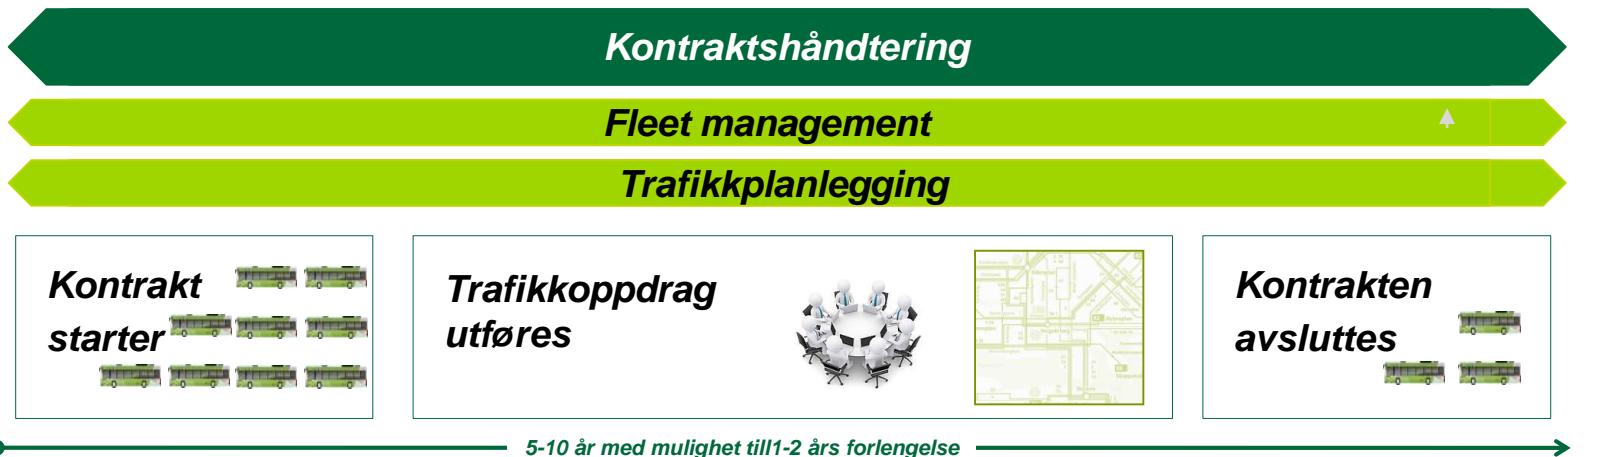 Kontraktshåndtering
Fleet management
Trafikkplanlegging
Kontrakt
starter
Trafikkoppdrag
utføres
Kontrakten
avsluttes
5-10 år med mulighet till1-2 års forlengelse